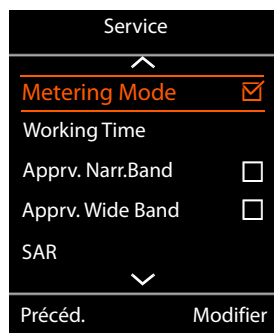 Service
Metering Mode
Working Time
Apprv. Narr.Band
Apprv. Wide Band
SAR
Précéd. Modifier